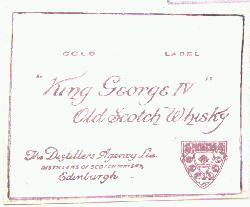 GOLD LABEL
"King George IV"
Old Scotch Whisky
The Distillers Agency Ltd.
DISTILLERS OF SCOTCH WHISKY,
Edinburgh